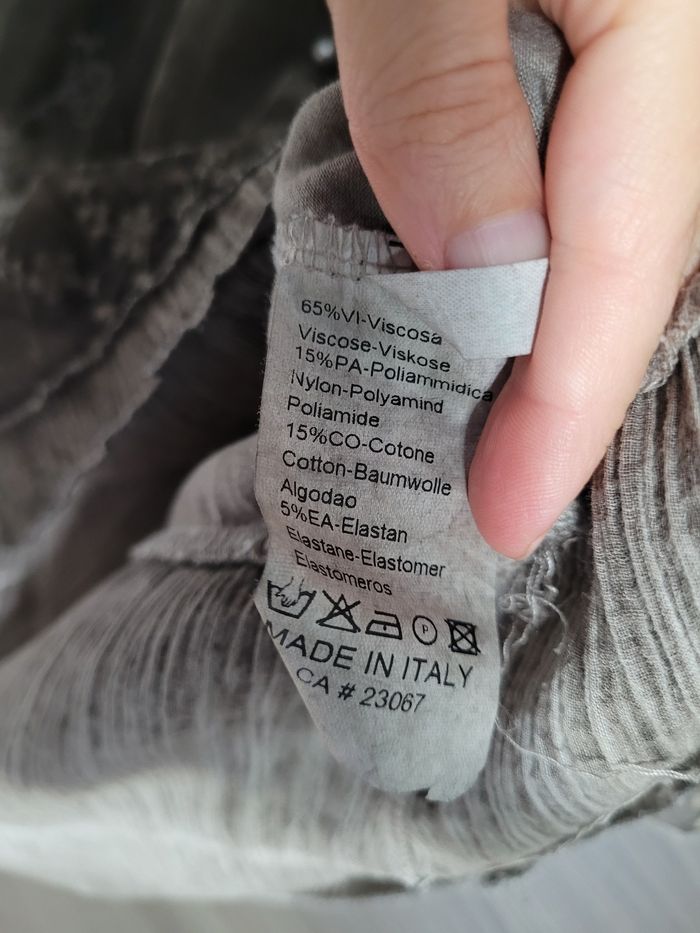 65%VI-Viscosa
Viscose-Viskose
15%PA-Poliammidica
Nylon-Polyamind
Poliamide
15%CO-Cotone
Cotton-Baumwolle
Algodao
5%EA-Elastan
Elastane-Elastomer
Elastomeros
P
MADE IN ITALY
CA # 23067